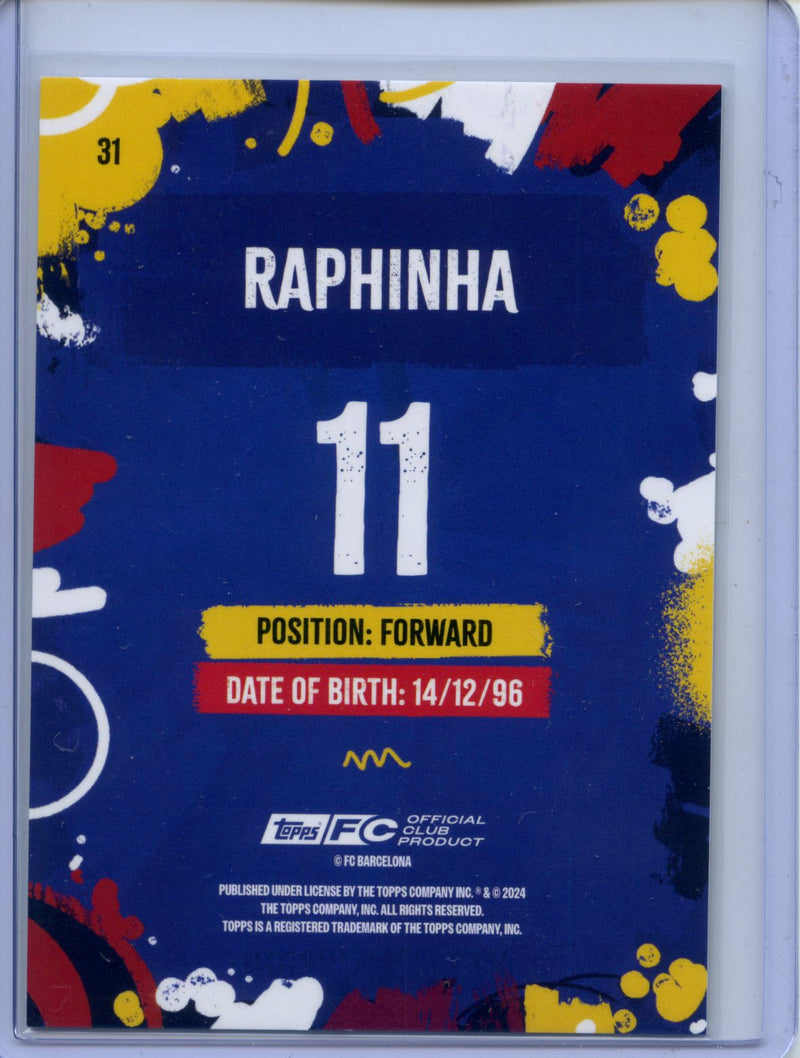 31
RAPHINHA
11
POSITION: FORWARD
DATE OF BIRTH: 14/12/96
topps® FC OFFICIAL
CLUB
PRODUCT
© FC BARCELONA
PUBLISHED UNDER LICENSE BY THE TOPPS COMPANY INC. ® & © 2024
THE TOPPS COMPANY, INC. ALL RIGHTS RESERVED.
TOPPS IS A REGISTERED TRADEMARK OF THE TOPPS COMPANY, INC.